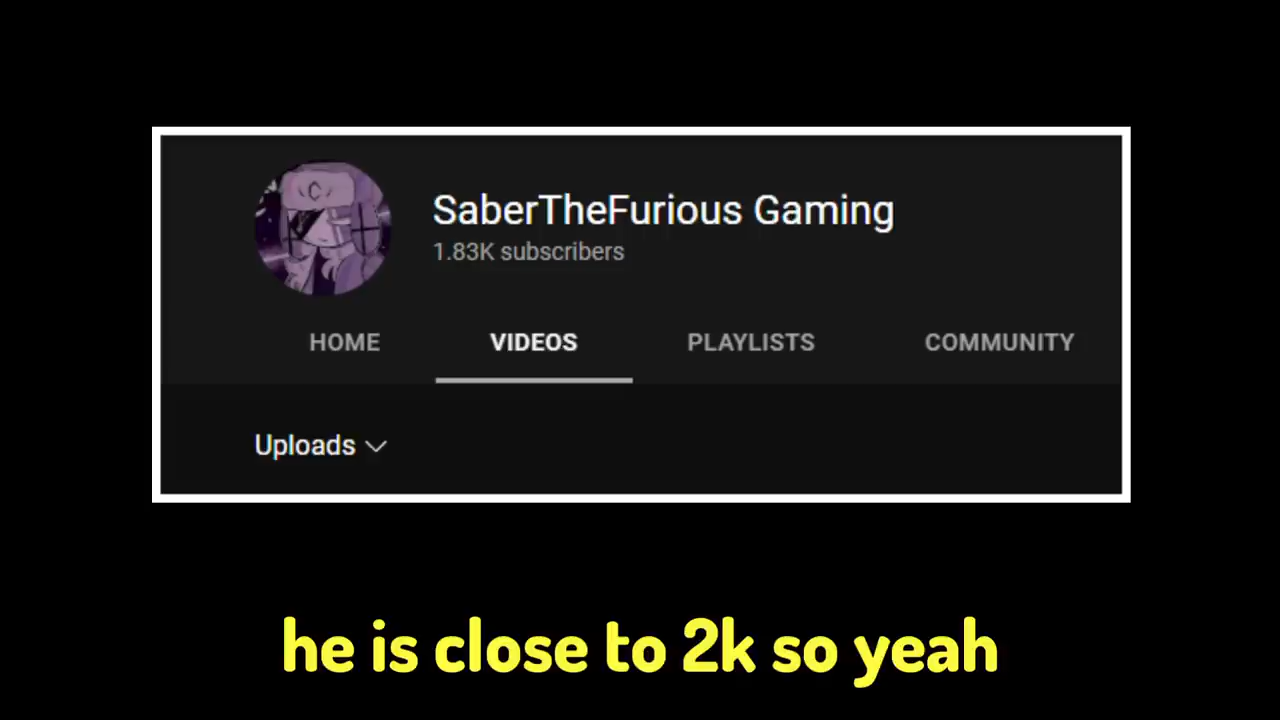 SaberTheFurious Gaming
1.83K subscribers
HOME VIDEOS PLAYLISTS COMMUNITY
Uploads
he is close to 2k so yeah